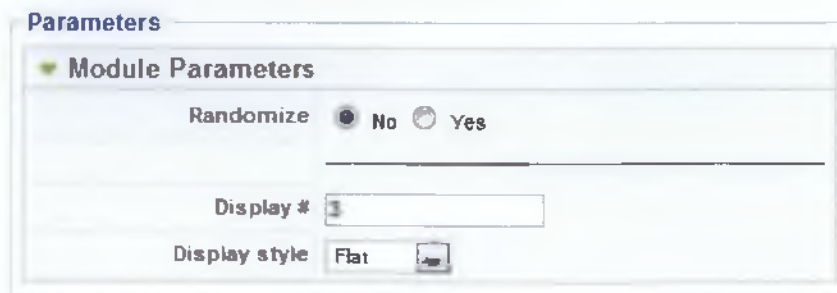 Parameters
Module Parameters
Randomize No Yes
Display # 3
Display style Flat